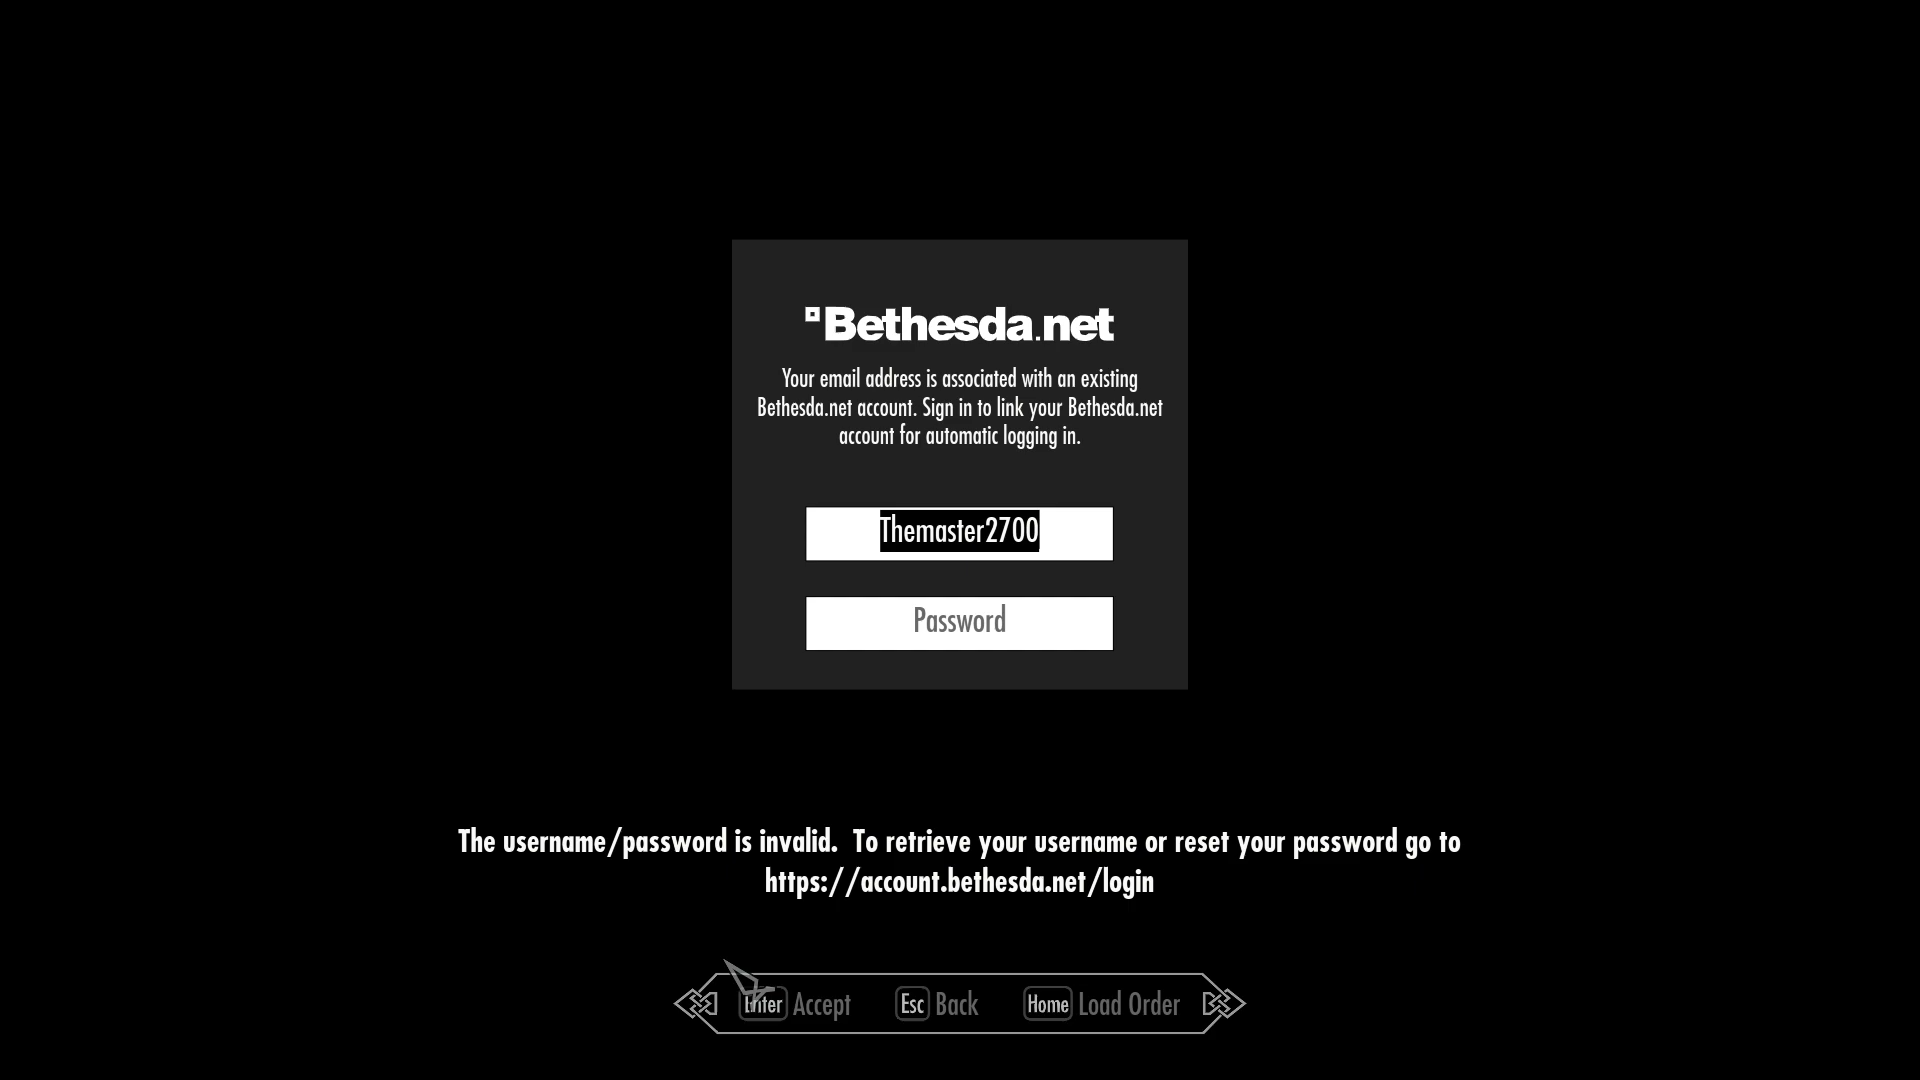 Bethesda.net
Your email address is associated with an existing
Bethesda.net account. Sign in to link your Bethesda.net
account for automatic logging in.
Themaster2700
Password
The username/password is invalid.  To retrieve your username or reset your password go to
https://account.bethesda.net/login
Enter Accept Esc Back Home Load Order